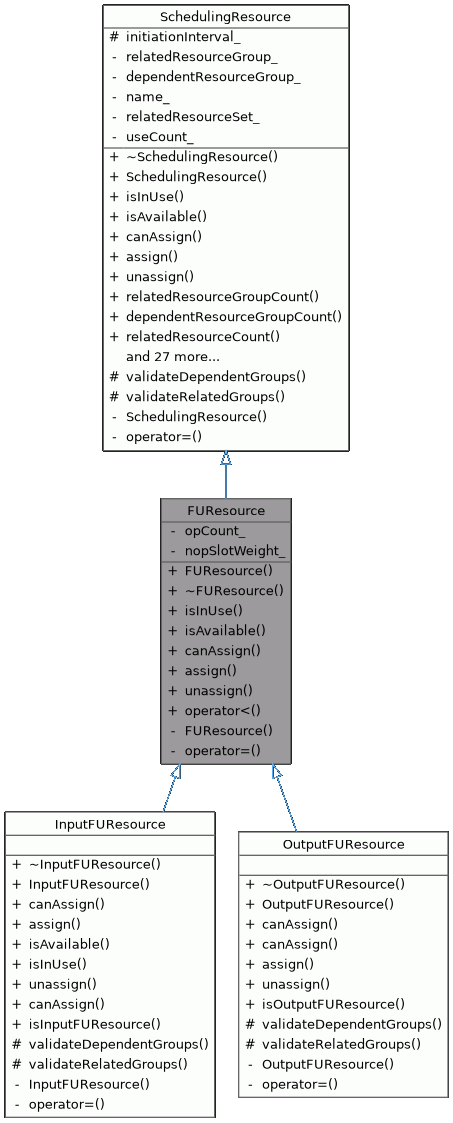 SchedulingResource
# initiationInterval_
- relatedResourceGroup_
- dependentResourceGroup_
- name_
- relatedResourceSet_
- useCount_
+ ~SchedulingResource()
+ SchedulingResource()
+ isInUse()
+ isAvailable()
+ canAssign()
+ assign()
+ unassign()
+ relatedResourceGroupCount()
+ dependentResourceGroupCount()
+ relatedResourceCount()
and 27 more...
# validateDependentGroups()
# validateRelatedGroups()
- SchedulingResource()
- operator=()
FUResource
- opCount_
- nopSlotWeight_
+ FUResource()
+ ~FUResource()
+ isInUse()
+ isAvailable()
+ canAssign()
+ assign()
+ unassign()
+ operator<()
- FUResource()
- operator=()
InputFUResource
+ ~InputFUResource()
+ InputFUResource()
+ canAssign()
+ assign()
+ isAvailable()
+ isInUse()
+ unassign()
+ canAssign()
+ isInputFUResource()
# validateDependentGroups()
# validateRelatedGroups()
- InputFUResource()
- operator=()
OutputFUResource
+ ~OutputFUResource()
+ OutputFUResource()
+ canAssign()
+ canAssign()
+ assign()
+ unassign()
+ isOutputFUResource()
# validateDependentGroups()
# validateRelatedGroups()
- OutputFUResource()
- operator=()